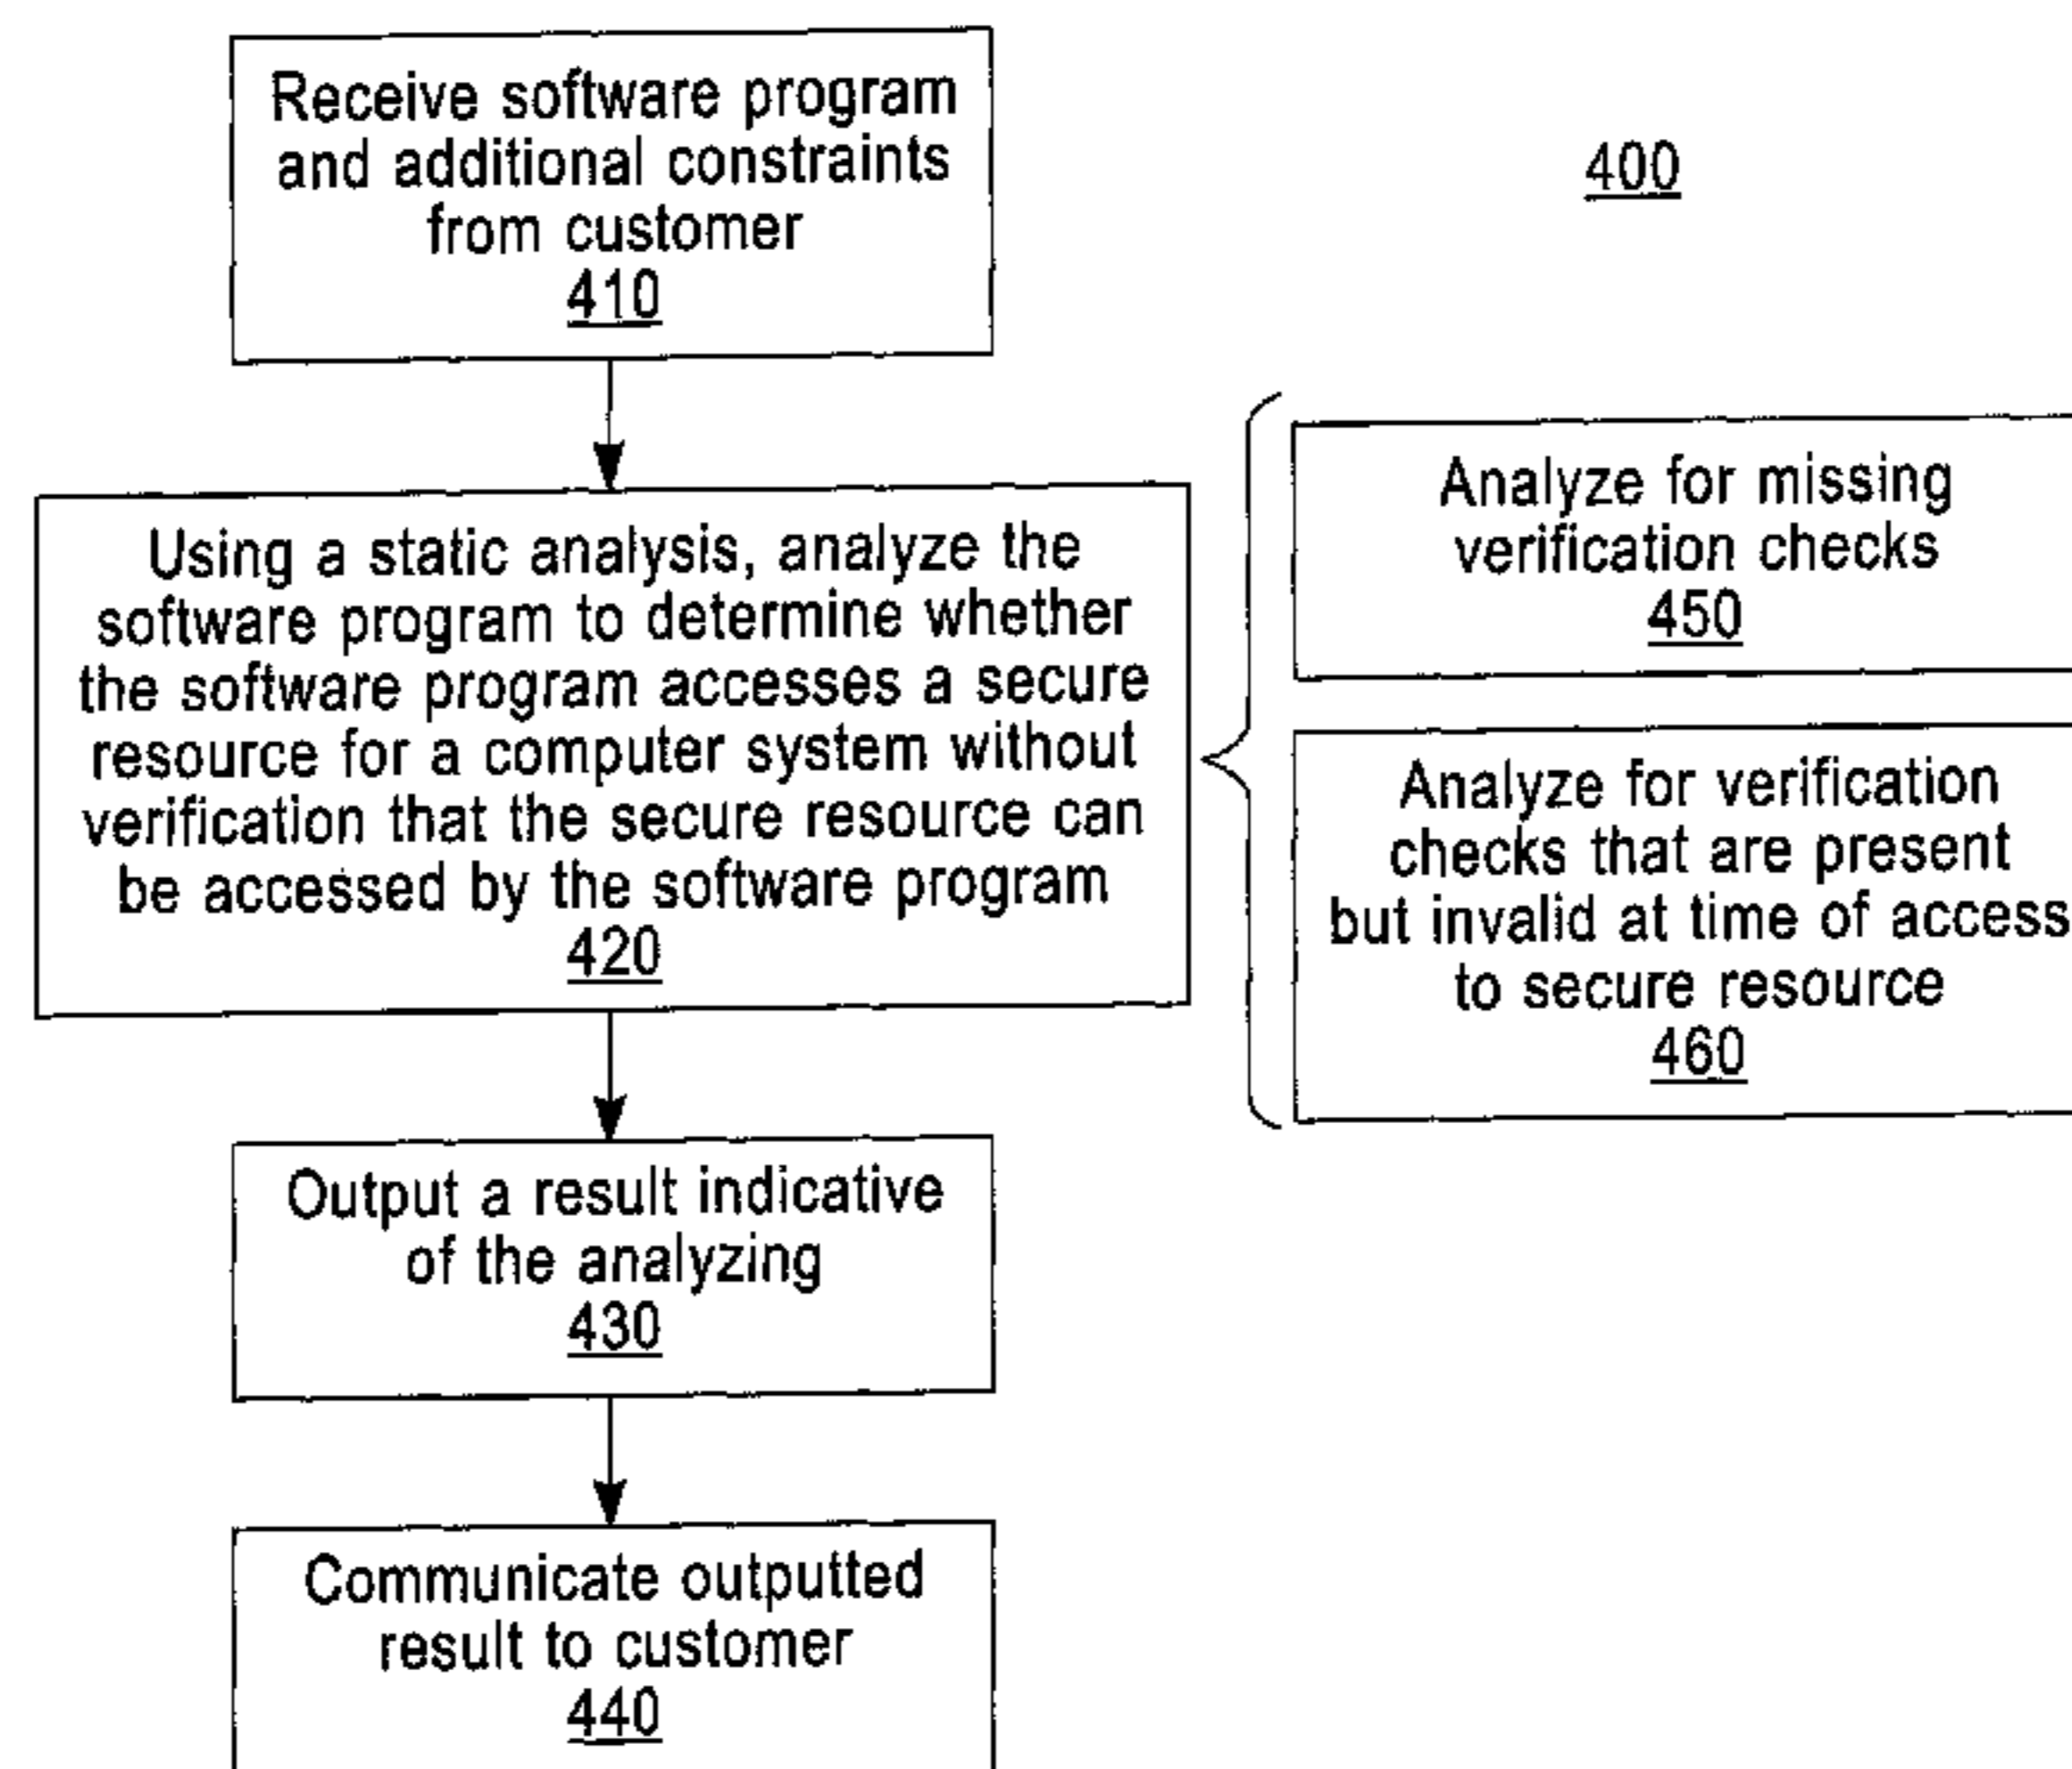 Receive software program
and additional constraints
from customer
410
400
Using a static analysis, analyze the
software program to determine whether
the software program accesses a secure
resource for a computer system without
verification that the secure resource can
be accessed by the software program
420
Analyze for missing
verification checks
450
Analyze for verification
checks that are present
but invalid at time of access
to secure resource
460
Output a result indicative
of the analyzing
430
Communicate outputted
result to customer
440